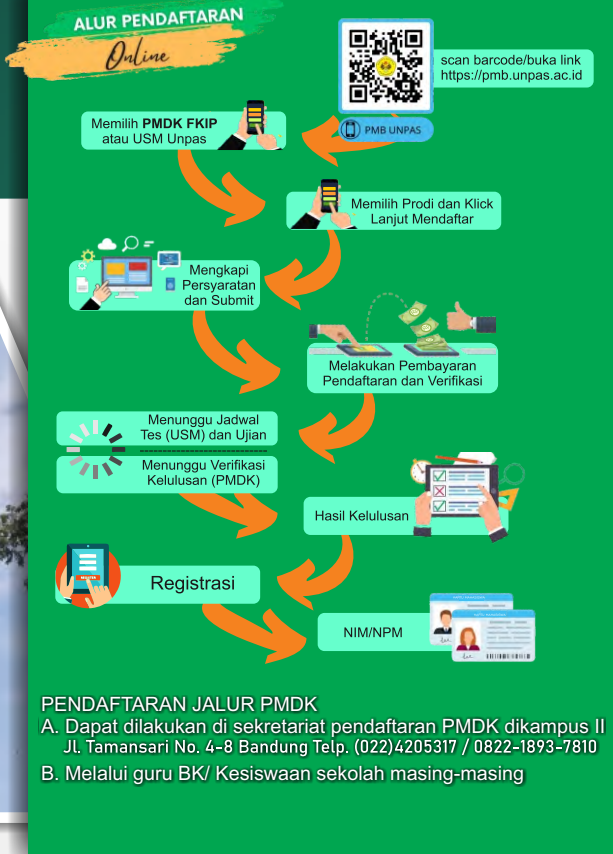 ALUR PENDAFTARAN
Online
scan barcode/buka link
https://pmb.unpas.ac.id
PMB UNPAS
Memilih PMDK FKIP
atau USM Unpas
Memilih Prodi dan Klick
Lanjut Mendaftar
Mengkapi
Persyaratan
dan Submit
Melakukan Pembayaran
Pendaftaran dan Verifikasi
Menunggu Jadwal
Tes (USM) dan Ujian
Menunggu Verifikasi
Kelulusan (PMDK)
Hasil Kelulusan
Registrasi
NIM/NPM
PENDAFTARAN JALUR PMDK
A. Dapat dilakukan di sekretariat pendaftaran PMDK dikampus II
Jl. Tamansari No. 4-8 Bandung Telp. (022)4205317 / 0822-1893-7810
B. Melalui guru BK/ Kesiswaan sekolah masing-masing